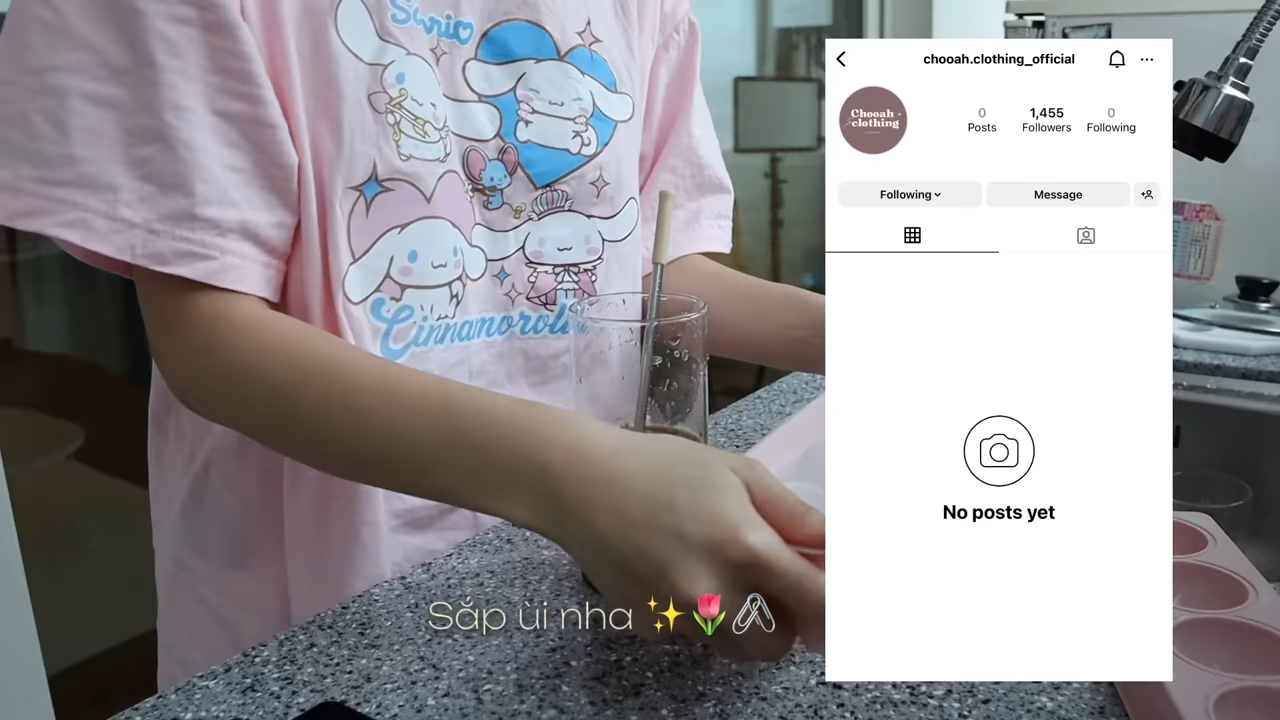 Sanrio
Cinnamoroll
chooah.clothing_official
Chooah
clothing
0
1,455
0
Posts
Followers
Following
Following
Message
No posts yet
Sắp ùi nha ✨🌷🖇️